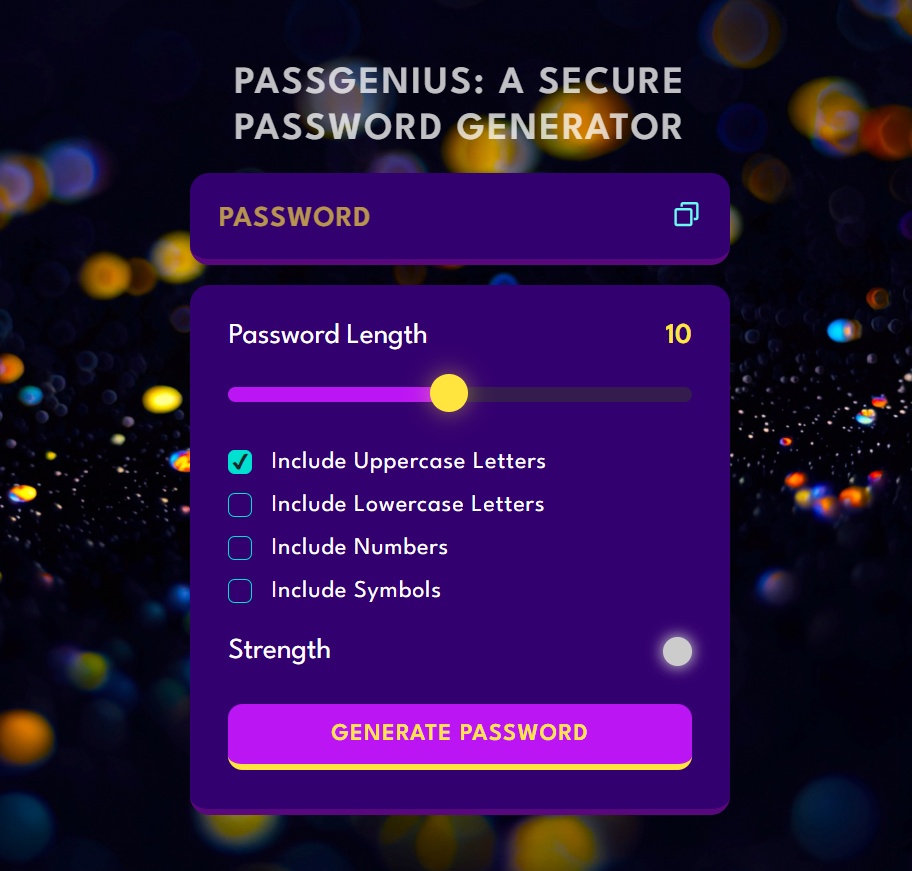 PASSGENIUS: A SECURE
PASSWORD GENERATOR
PASSWORD
Password Length 10
Include Uppercase Letters
Include Lowercase Letters
Include Numbers
Include Symbols
Strength
GENERATE PASSWORD